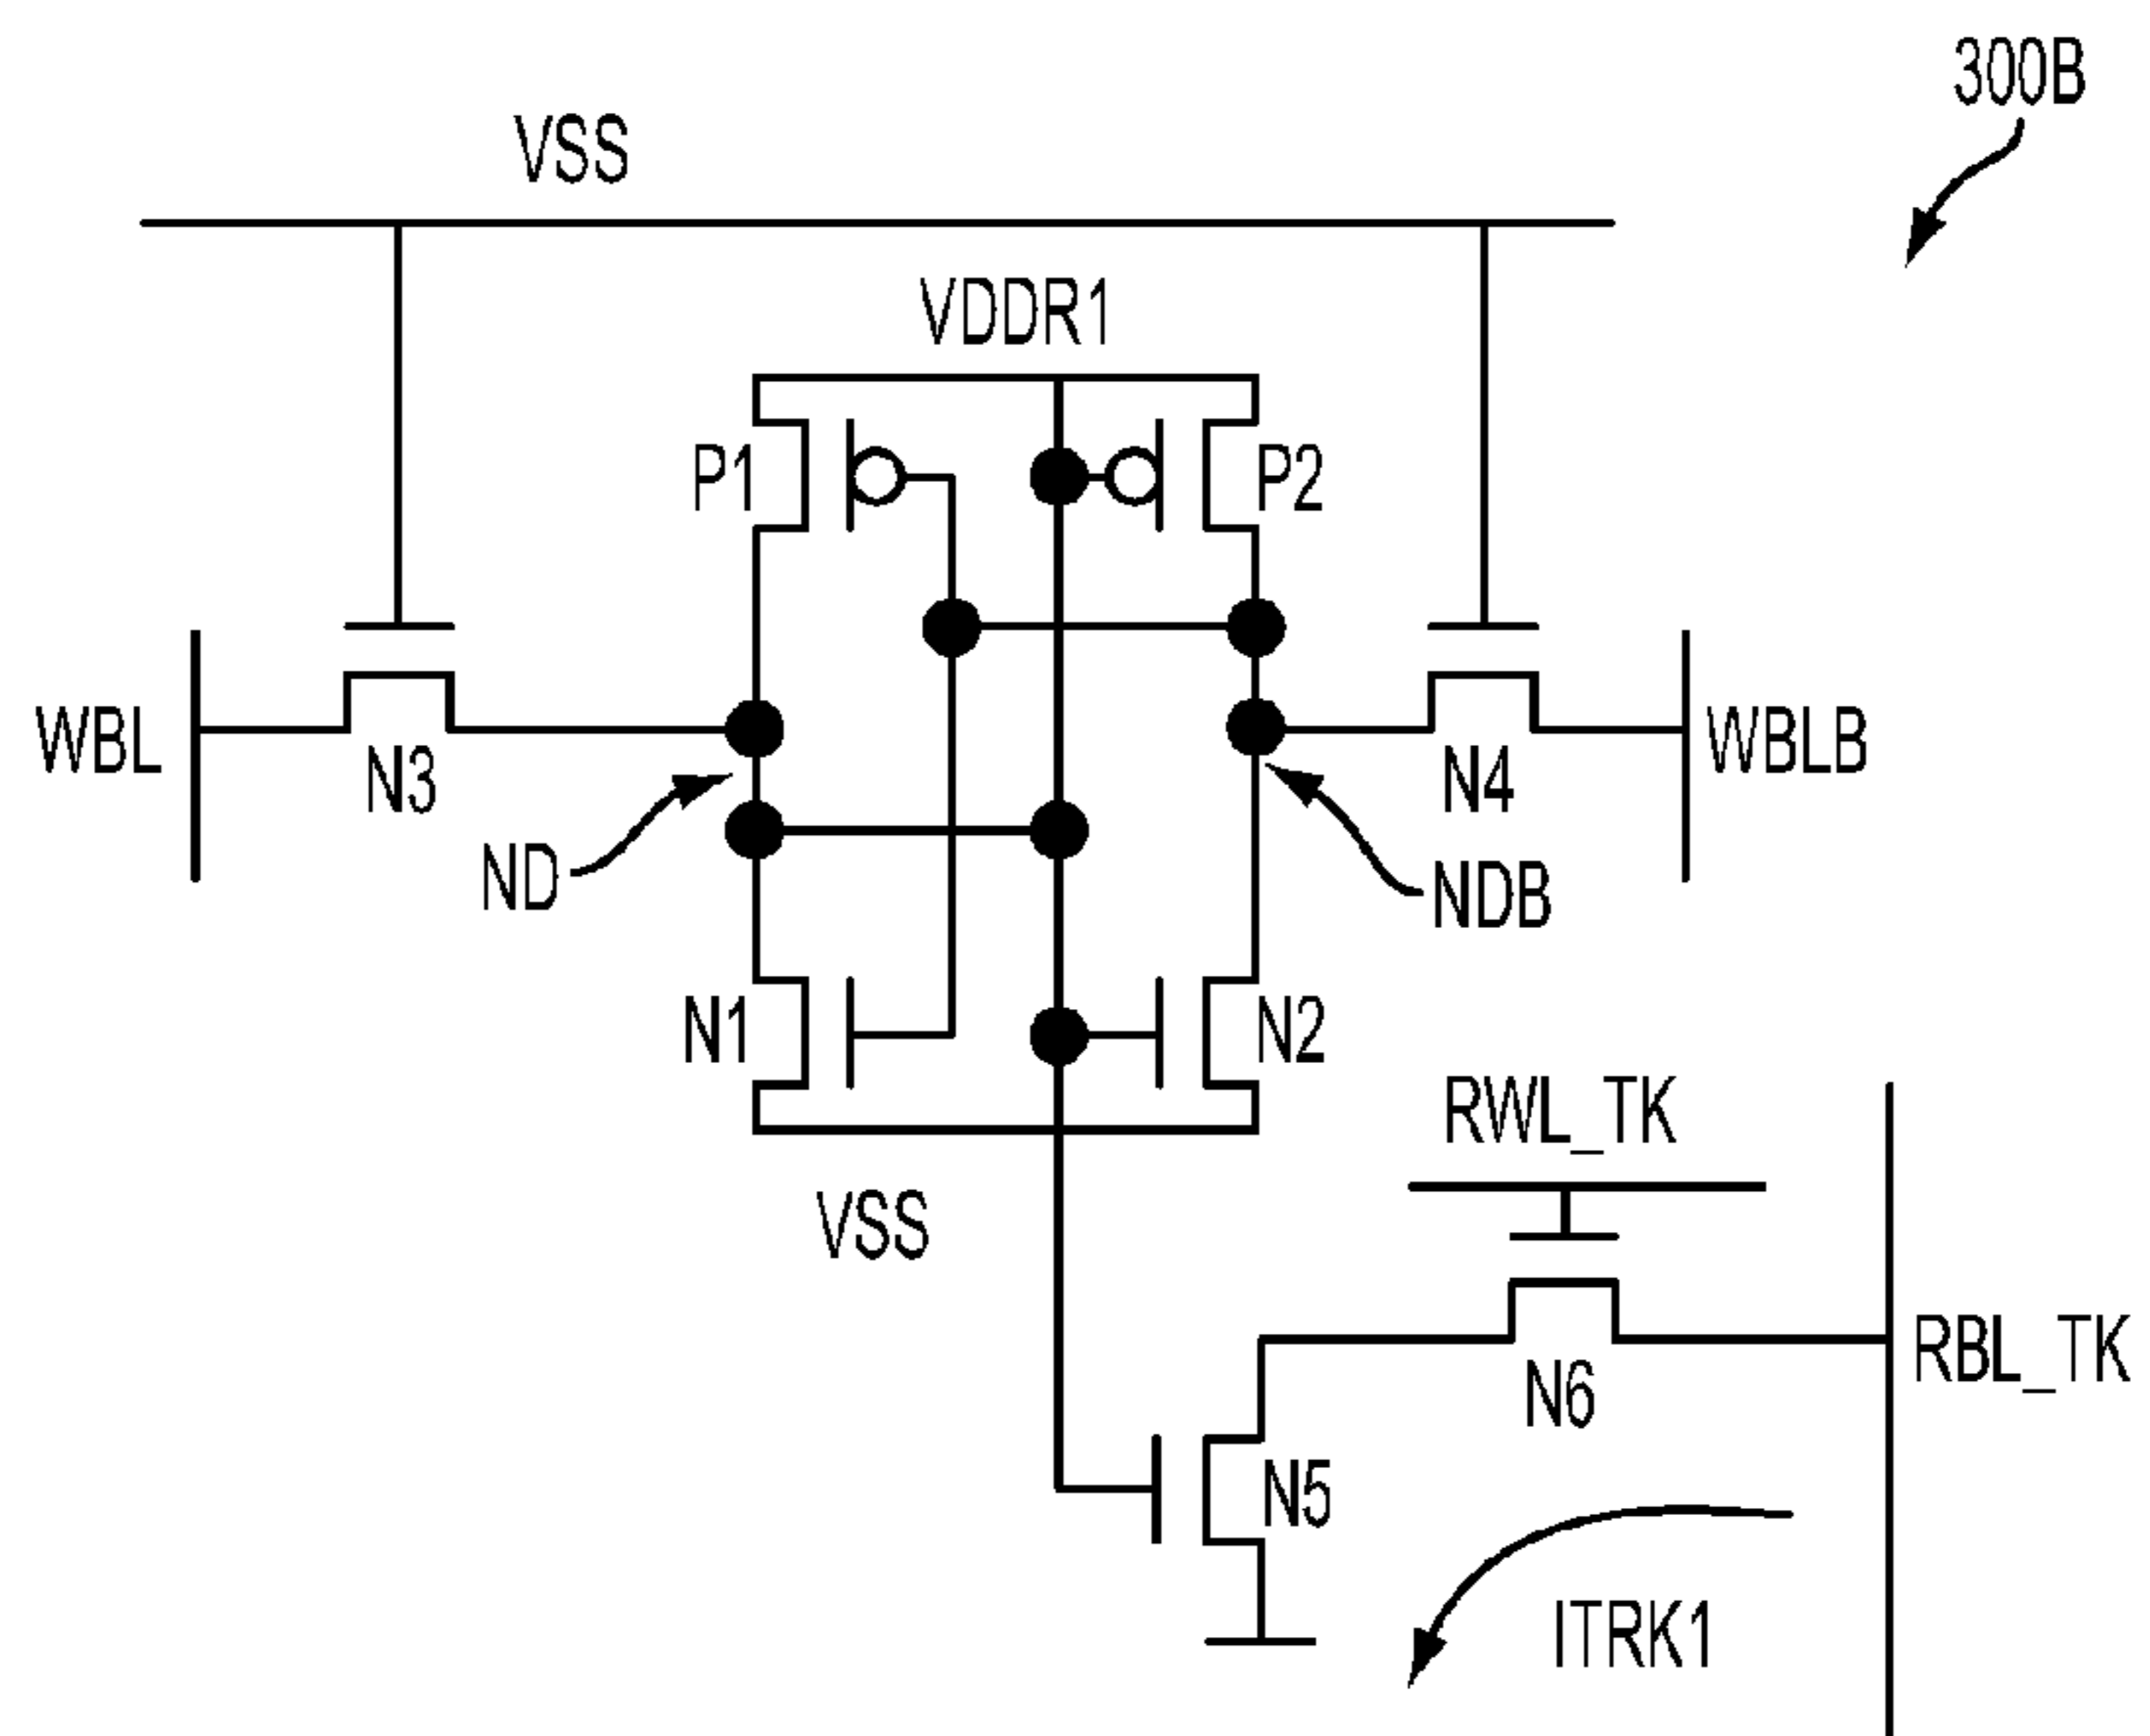 300B
VSS
VDDR1
P1
P2
WBL
N3
N4
WBLB
ND
NDB
N1
N2
RWL_TK
VSS
RBL_TK
N6
N5
ITRK1